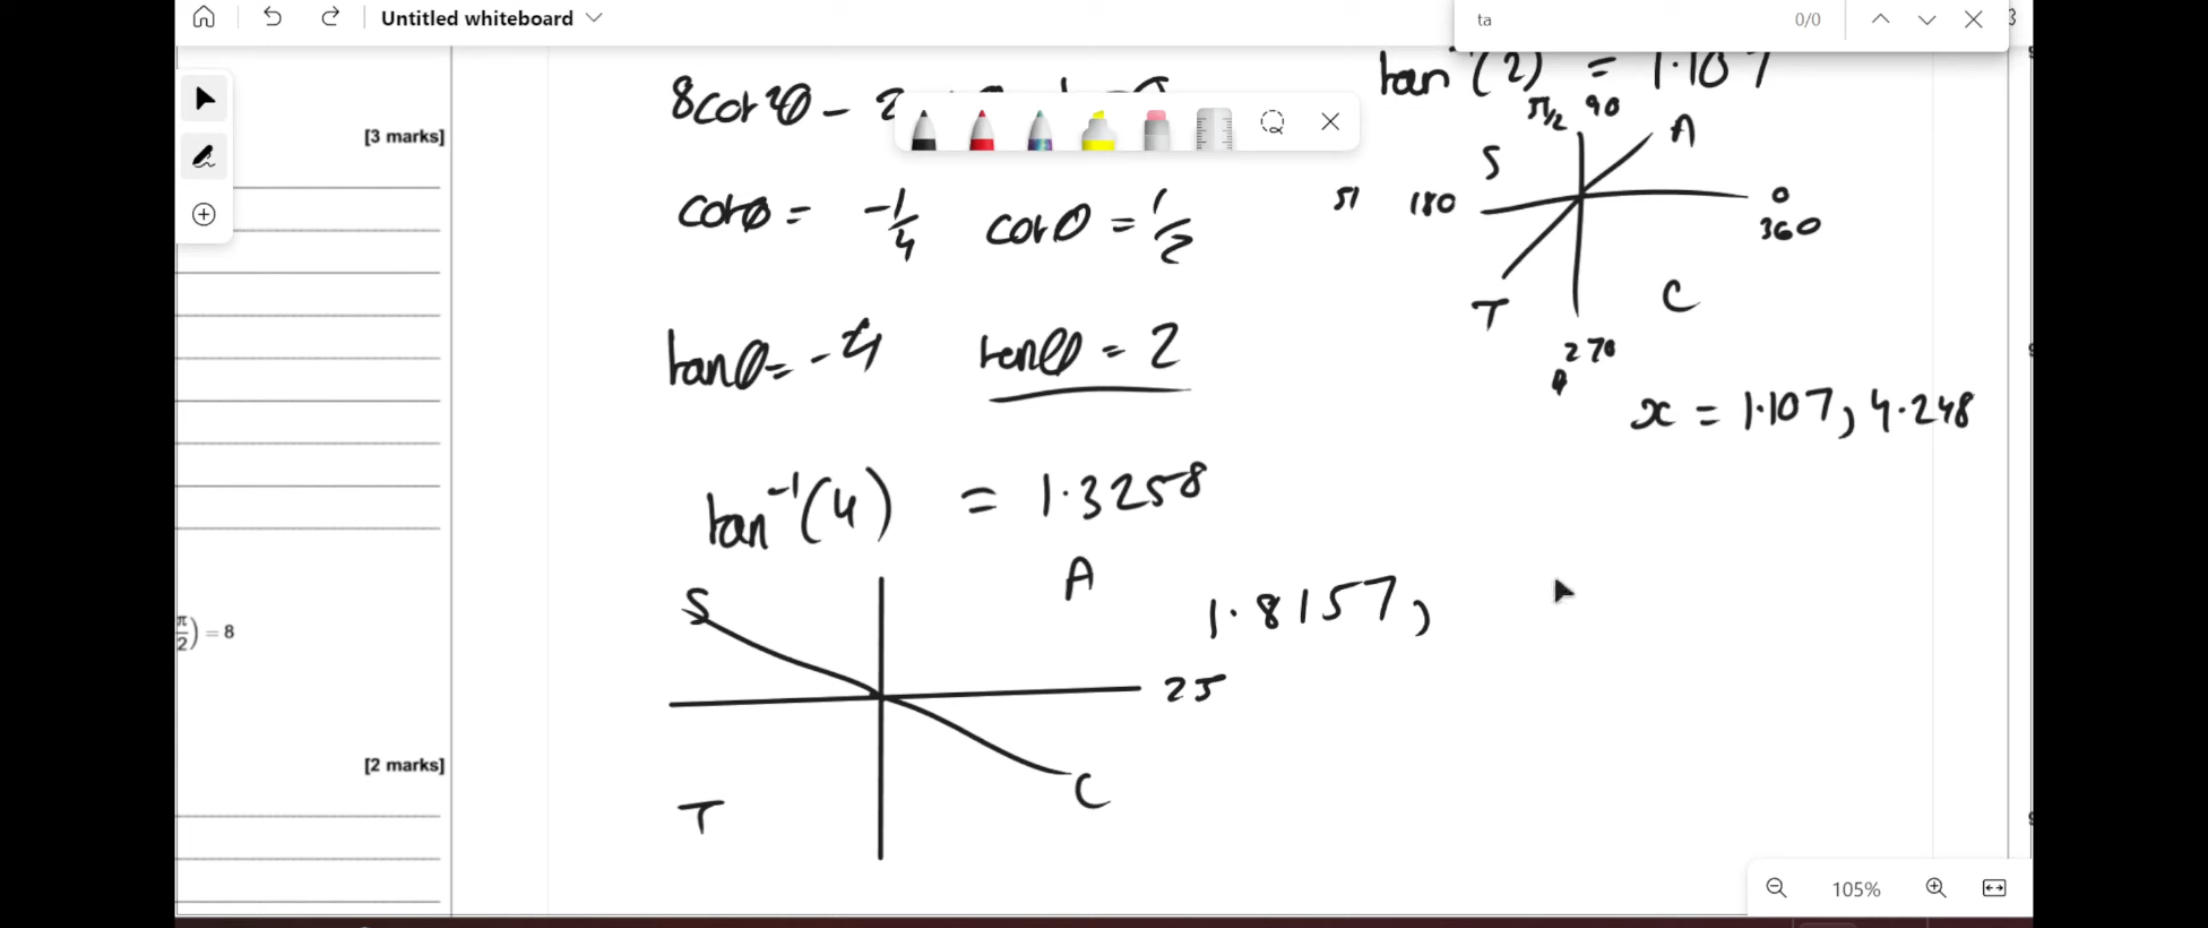 Untitled whiteboard
ta
0/0
[3 marks]
8cot²θ - 2
tan (2) = 1.107
π/2 90
S A
π 180 0
360
T C
270
x = 1.107, 4.248
cotθ = -1/4 cotθ = 1/2
tanθ = -4 tanθ = 2
tan⁻¹(4) = 1.3258
S A
1.8157,
2π
T C
π/2) = 8
[2 marks]
105%